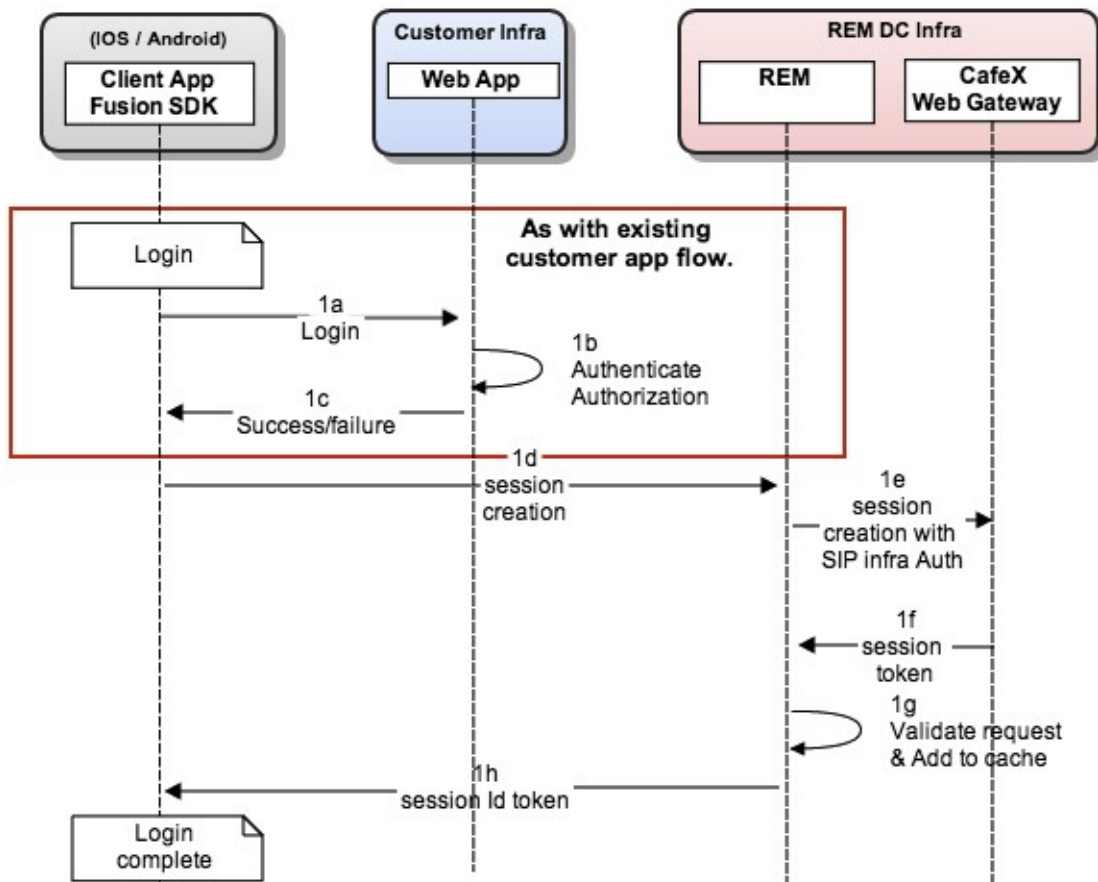 (IOS / Android)
Client App
Fusion SDK
Customer Infra
Web App
REM DC Infra
REM
CafeX
Web Gateway
Login
As with existing
customer app flow.
1a
Login
1b
Authenticate
Authorization
1c
Success/failure
1d
session
creation
1e
session
creation with
SIP infra Auth
1f
session
token
1g
Validate request
& Add to cache
1h
session Id token
Login
complete